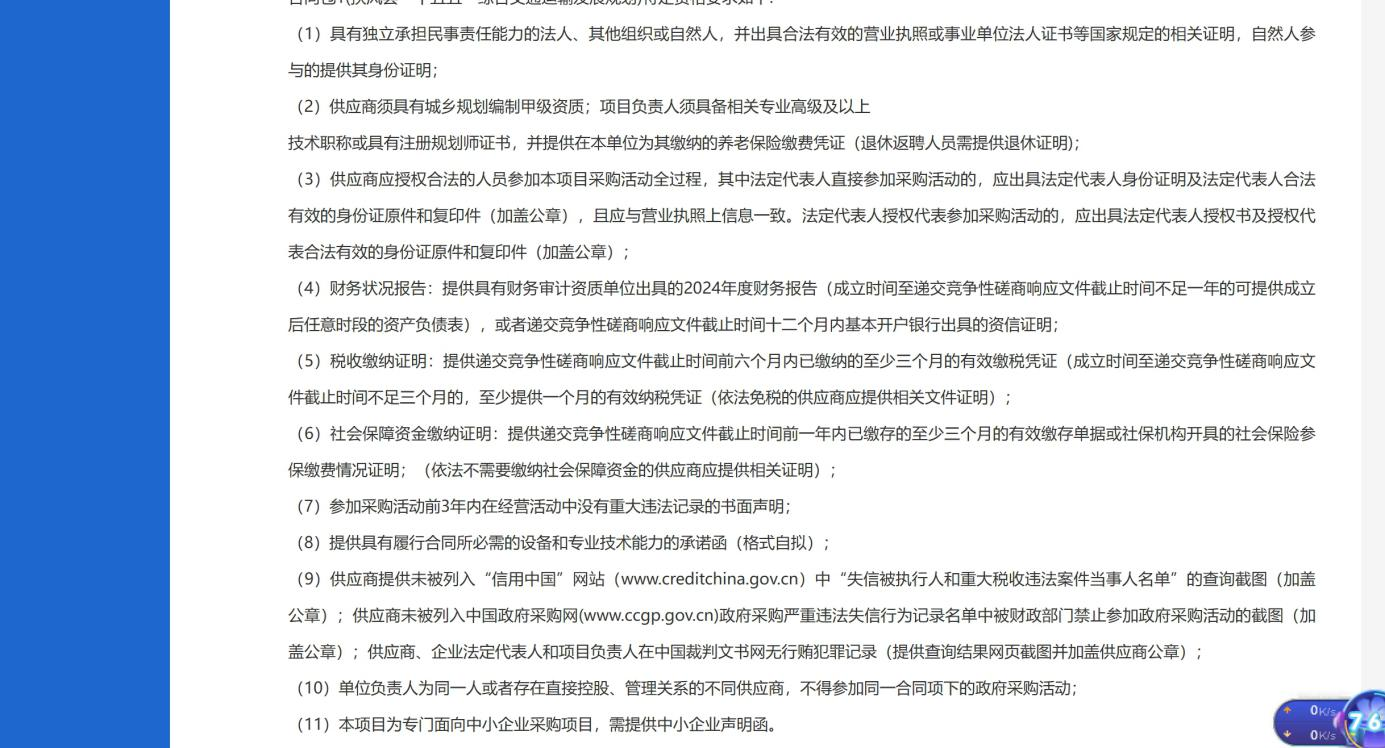 （1）具有独立承担民事责任能力的法人、其他组织或自然人，并出具合法有效的营业执照或事业单位法人证书等国家规定的相关证明，自然人参
与的提供其身份证明；
（2）供应商须具有城乡规划编制甲级资质；项目负责人须具备相关专业高级及以上
技术职称或具有注册规划师证书，并提供在本单位为其缴纳的养老保险缴费凭证（退休返聘人员需提供退休证明)；
（3）供应商应授权合法的人员参加本项目采购活动全过程，其中法定代表人直接参加采购活动的，应出具法定代表人身份证明及法定代表人合法
有效的身份证原件和复印件（加盖公章），且应与营业执照上信息一致。法定代表人授权代表参加采购活动的，应出具法定代表人授权书及授权代
表合法有效的身份证原件和复印件（加盖公章）；
（4）财务状况报告：提供具有财务审计资质单位出具的2024年度财务报告（成立时间至递交竞争性磋商响应文件截止时间不足一年的可提供成立
后任意时段的资产负债表），或者递交竞争性磋商响应文件截止时间十二个月内基本开户银行出具的资信证明；
（5）税收缴纳证明：提供递交竞争性磋商响应文件截止时间前六个月内已缴纳的至少三个月的有效缴税凭证（成立时间至递交竞争性磋商响应文
件截止时间不足三个月的，至少提供一个月的有效纳税凭证（依法免税的供应商应提供相关文件证明）；
（6）社会保障资金缴纳证明：提供递交竞争性磋商响应文件截止时间前一年内已缴存的至少三个月的有效缴存单据或社保机构开具的社会保险参
保缴费情况证明；（依法不需要缴纳社会保障资金的供应商应提供相关证明）；
（7）参加采购活动前3年内在经营活动中没有重大违法记录的书面声明；
（8）提供具有履行合同所必需的设备和专业技术能力的承诺函（格式自拟）；
（9）供应商提供未被列入“信用中国”网站（www.creditchina.gov.cn）中“失信被执行人和重大税收违法案件当事人名单”的查询截图（加盖
公章）；供应商未被列入中国政府采购网(www.ccgp.gov.cn)政府采购严重违法失信行为记录名单中被财政部门禁止参加政府采购活动的截图（加
盖公章）；供应商、企业法定代表人和项目负责人在中国裁判文书网无行贿犯罪记录（提供查询结果网页截图并加盖供应商公章）；
（10）单位负责人为同一人或者存在直接控股、管理关系的不同供应商，不得参加同一合同项下的政府采购活动；
（11）本项目为专门面向中小企业采购项目，需提供中小企业声明函。
0K/s
76
0K/s